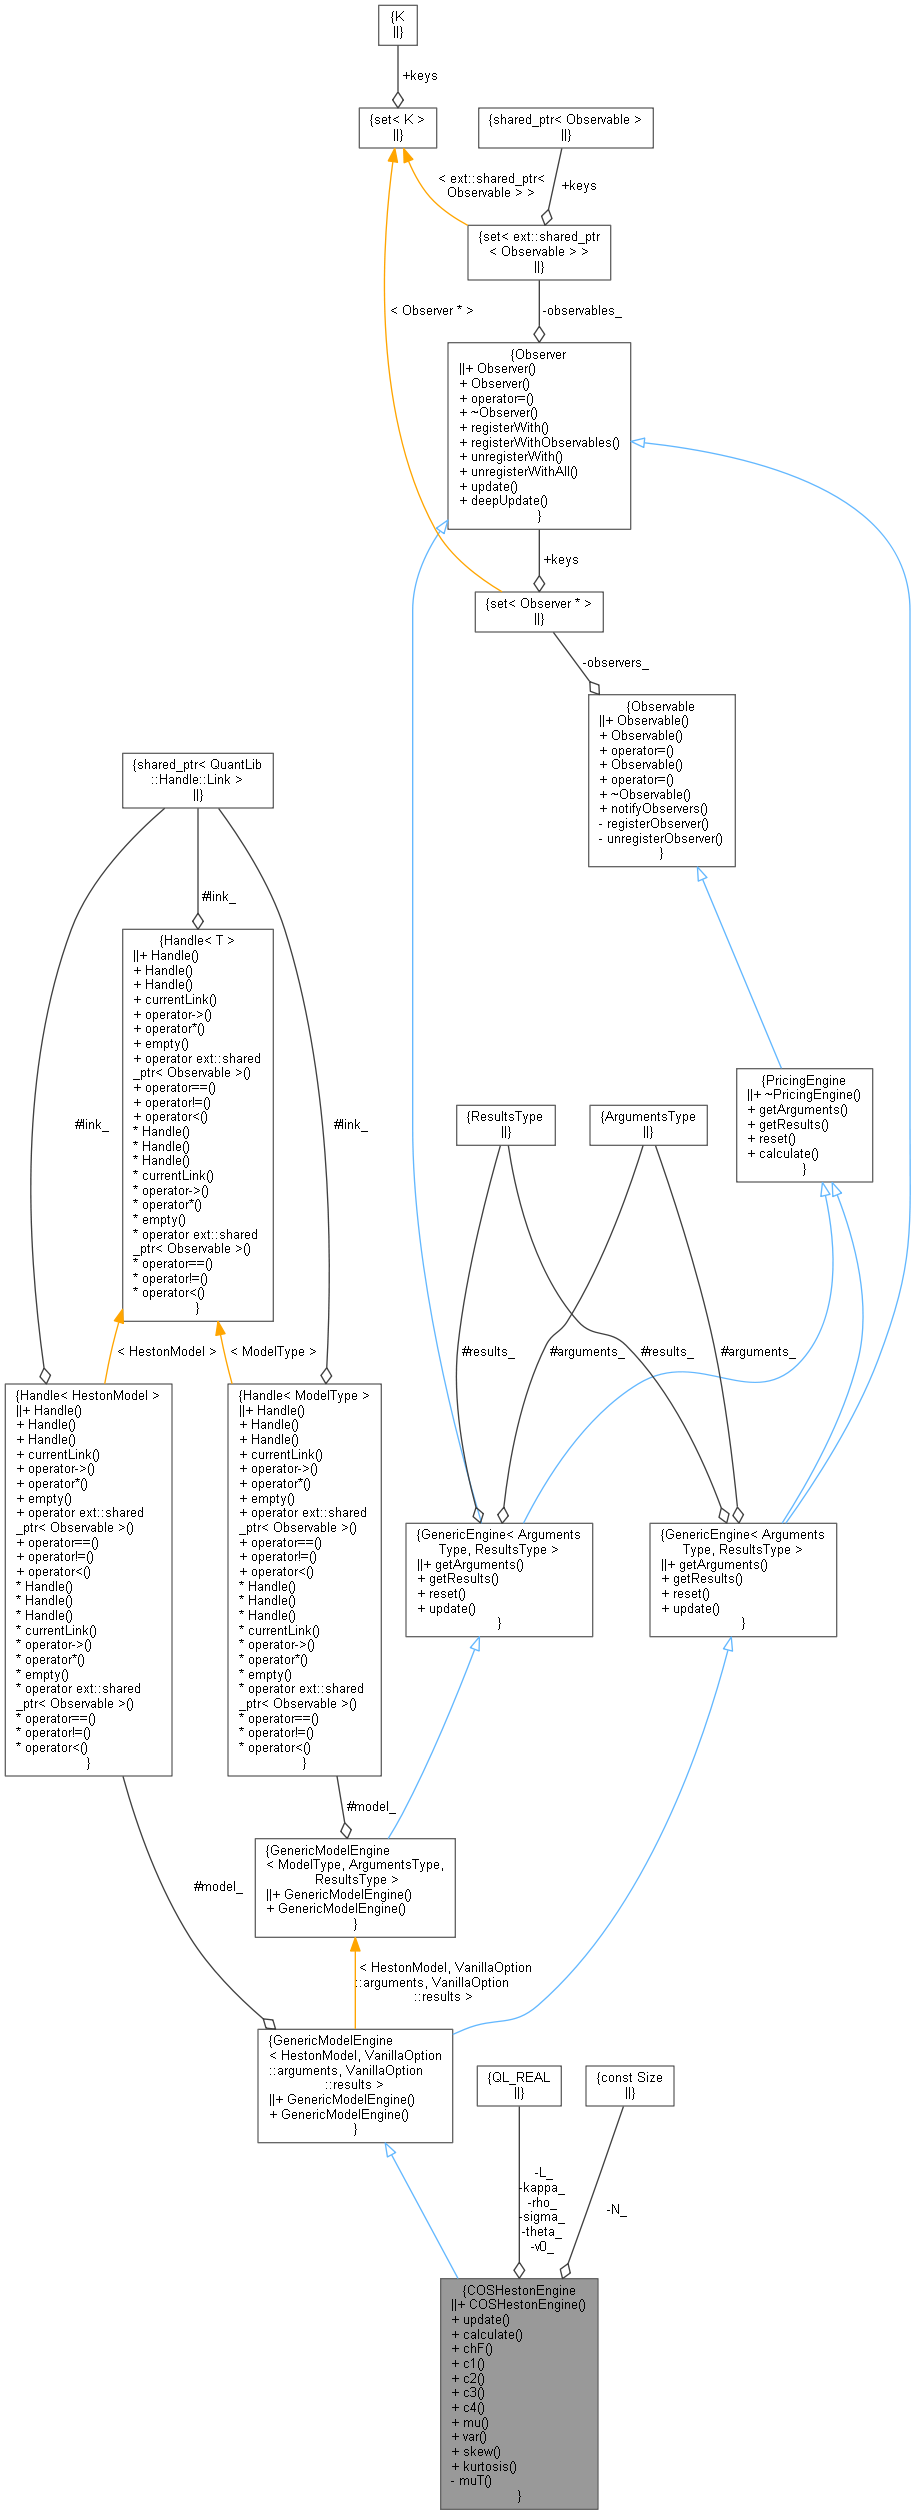 {K
||}
+keys
{set< K >
||}
{shared_ptr< Observable >
||}
< ext::shared_ptr<
Observable > >
+keys
{set< ext::shared_ptr
< Observable > >
||}
< Observer * >
-observables_
{Observer
||+ Observer()
+ Observer()
+ operator=()
+ ~Observer()
+ registerWith()
+ registerWithObservables()
+ unregisterWith()
+ unregisterWithAll()
+ update()
+ deepUpdate()
}
+keys
{set< Observer * >
||}
-observers_
{Observable
||+ Observable()
+ Observable()
+ operator=()
+ Observable()
+ operator=()
+ ~Observable()
+ notifyObservers()
- registerObserver()
- unregisterObserver()
}
{shared_ptr< QuantLib
::Handle::Link >
||}
#link_
{Handle< T >
||+ Handle()
+ Handle()
+ Handle()
+ currentLink()
+ operator->()
+ operator*()
+ empty()
+ operator ext::shared
_ptr< Observable >()
+ operator==()
+ operator!=()
+ operator<()
* Handle()
* Handle()
* Handle()
* currentLink()
* operator->()
* operator*()
* empty()
* operator ext::shared
_ptr< Observable >()
* operator==()
* operator!=()
* operator<()
}
#link_
#link_
{PricingEngine
||+ ~PricingEngine()
+ getArguments()
+ getResults()
+ reset()
+ calculate()
}
{ResultsType
||}
{ArgumentsType
||}
< HestonModel >
< ModelType >
#results_
#arguments_
#results_
#arguments_
{Handle< HestonModel >
||+ Handle()
+ Handle()
+ Handle()
+ currentLink()
+ operator->()
+ operator*()
+ empty()
+ operator ext::shared
_ptr< Observable >()
+ operator==()
+ operator!=()
+ operator<()
* Handle()
* Handle()
* Handle()
* currentLink()
* operator->()
* operator*()
* empty()
* operator ext::shared
_ptr< Observable >()
* operator==()
* operator!=()
* operator<()
}
{Handle< ModelType >
||+ Handle()
+ Handle()
+ Handle()
+ currentLink()
+ operator->()
+ operator*()
+ empty()
+ operator ext::shared
_ptr< Observable >()
+ operator==()
+ operator!=()
+ operator<()
* Handle()
* Handle()
* Handle()
* currentLink()
* operator->()
* operator*()
* empty()
* operator ext::shared
_ptr< Observable >()
* operator==()
* operator!=()
* operator<()
}
{GenericEngine< Arguments
Type, ResultsType >
||+ getArguments()
+ getResults()
+ reset()
+ update()
}
{GenericEngine< Arguments
Type, ResultsType >
||+ getArguments()
+ getResults()
+ reset()
+ update()
}
#model_
{GenericModelEngine
< ModelType, ArgumentsType,
ResultsType >
||+ GenericModelEngine()
+ GenericModelEngine()
}
#model_
< HestonModel, VanillaOption
::arguments, VanillaOption
::results >
{GenericModelEngine
< HestonModel, VanillaOption
::arguments, VanillaOption
::results >
||+ GenericModelEngine()
+ GenericModelEngine()
}
{QL_REAL
||}
{const Size
||}
-L_
-kappa_
-rho_
-sigma_
-theta_
-v0_
-N_
{COSHestonEngine
||+ COSHestonEngine()
+ update()
+ calculate()
+ chF()
+ c1()
+ c2()
+ c3()
+ c4()
+ mu()
+ var()
+ skew()
+ kurtosis()
- muT()
}